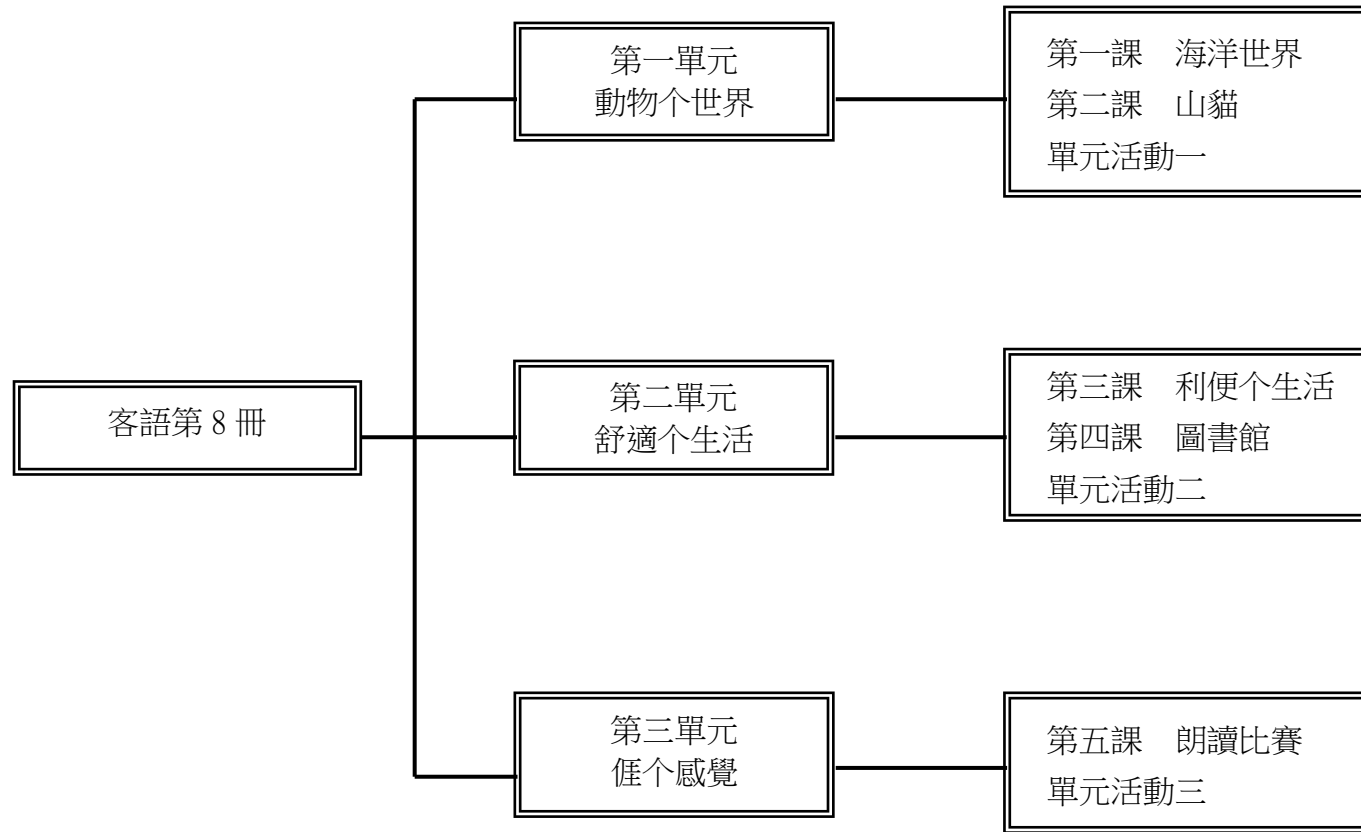 客語第 8 冊
第一單元
動物个世界
第一課　海洋世界
第二課　山貓
單元活動一
第二單元
舒適个生活
第三課　利便个生活
第四課　圖書館
單元活動二
第三單元
𠊎个感覺
第五課　朗讀比賽
單元活動三